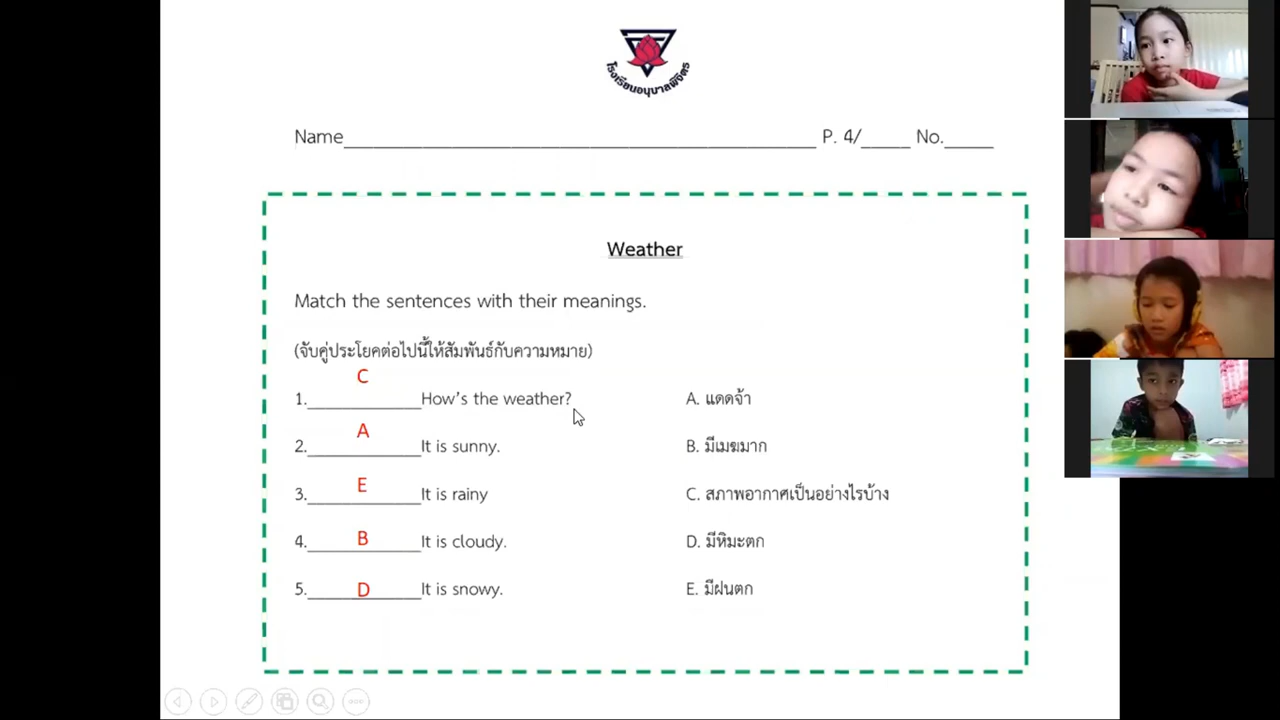 โรงเรียนอนุบาลพิจิตร
Name____________________ P. 4/_____ No._____
Weather
Match the sentences with their meanings.
(จับคู่ประโยคต่อไปนี้ให้สัมพันธ์กับความหมาย)
1. C How's the weather? A. แดดจ้า
2. A It is sunny. B. มีเมฆมาก
3. E It is rainy C. สภาพอากาศเป็นอย่างไรบ้าง
4. B It is cloudy. D. มีหิมะตก
5. D It is snowy. E. มีฝนตก